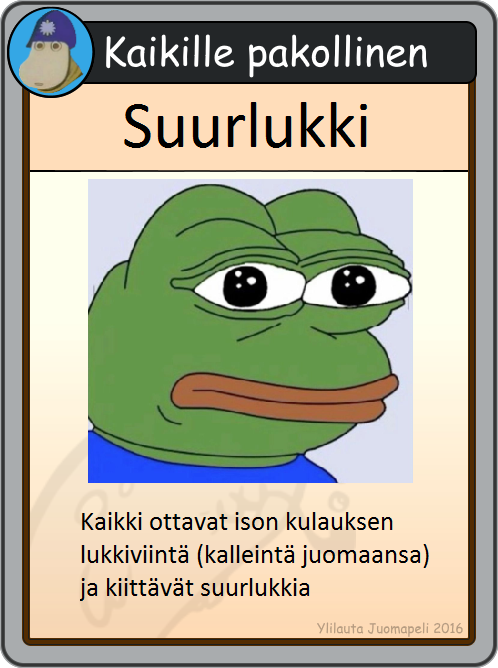 Kaikille pakollinen
Suurlukki
Kaikki ottavat ison kulauksen
lukkiviintä (kalleintä juomaansa)
ja kiittävät suurlukkia
Ylilauta Juomapeli 2016